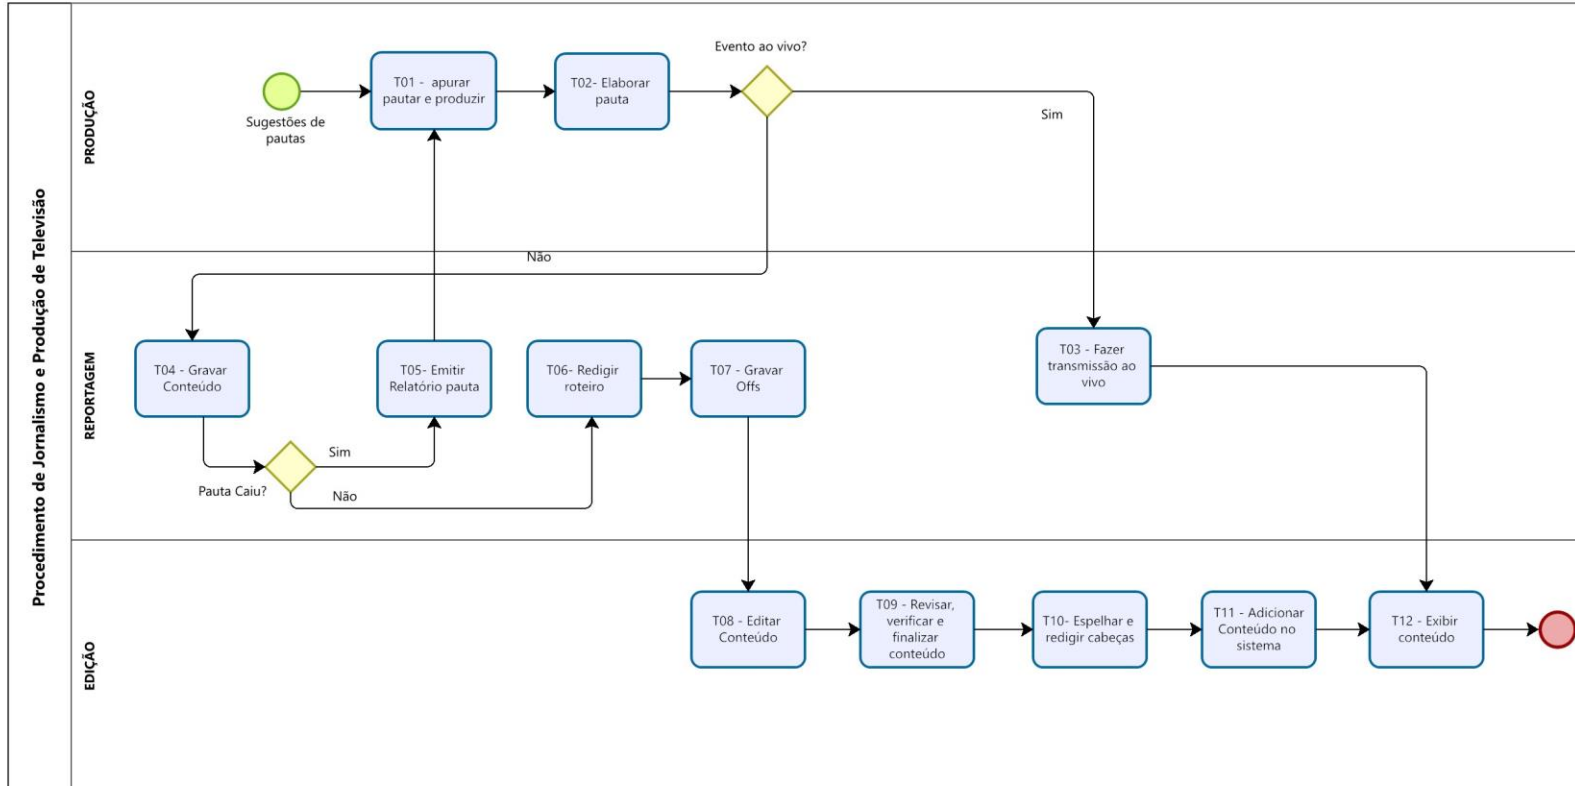 Procedimento de Jornalismo e Produção de Televisão
PRODUÇÃO
Sugestões de
pautas
T01 - apurar
pautar e produzir
T02- Elaborar
pauta
Evento ao vivo?
Sim
Não
REPORTAGEM
T04 - Gravar
Conteúdo
Pauta Caiu?
Sim
Não
T05- Emitir
Relatório pauta
T06- Redigir
roteiro
T07 - Gravar
Offs
T03 - Fazer
transmissão ao
vivo
EDIÇÃO
T08 - Editar
Conteúdo
T09 - Revisar,
verificar e
finalizar
conteúdo
T10- Espelhar e
redigir cabeças
T11 - Adicionar
Conteúdo no
sistema
T12 - Exibir
conteúdo